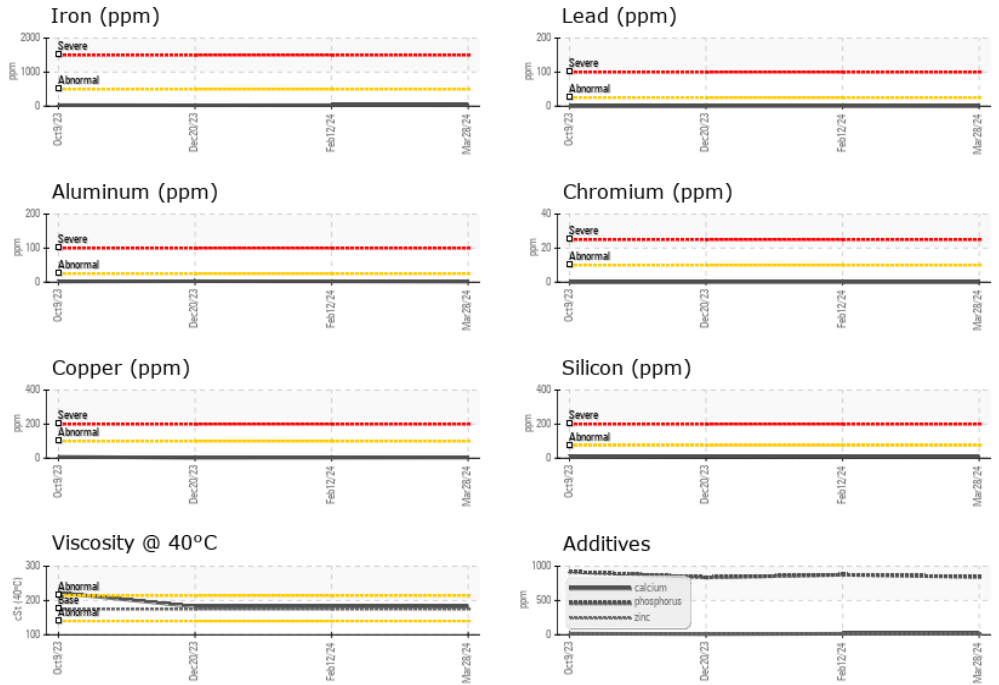 Iron (ppm)
2000
1000
0
ppm
Severe
Abnormal
Oct9/23
Dec20/23
Feb12/24
Mar28/24
Lead (ppm)
200
100
0
ppm
Severe
Abnormal
Oct9/23
Dec20/23
Feb12/24
Mar28/24
Aluminum (ppm)
200
100
0
ppm
Severe
Abnormal
Oct9/23
Dec20/23
Feb12/24
Mar28/24
Chromium (ppm)
40
20
0
ppm
Severe
Abnormal
Oct9/23
Dec20/23
Feb12/24
Mar28/24
Copper (ppm)
400
200
0
ppm
Severe
Abnormal
Oct9/23
Dec20/23
Feb12/24
Mar28/24
Silicon (ppm)
400
200
0
ppm
Severe
Abnormal
Oct9/23
Dec20/23
Feb12/24
Mar28/24
Viscosity @ 40°C
300
200
100
cSt (40°C)
Abnormal
Base
Abnormal
Oct9/23
Dec20/23
Feb12/24
Mar28/24
Additives
1000
500
0
ppm
calcium
phosphorus
zinc
Oct9/23
Dec20/23
Feb12/24
Mar28/24